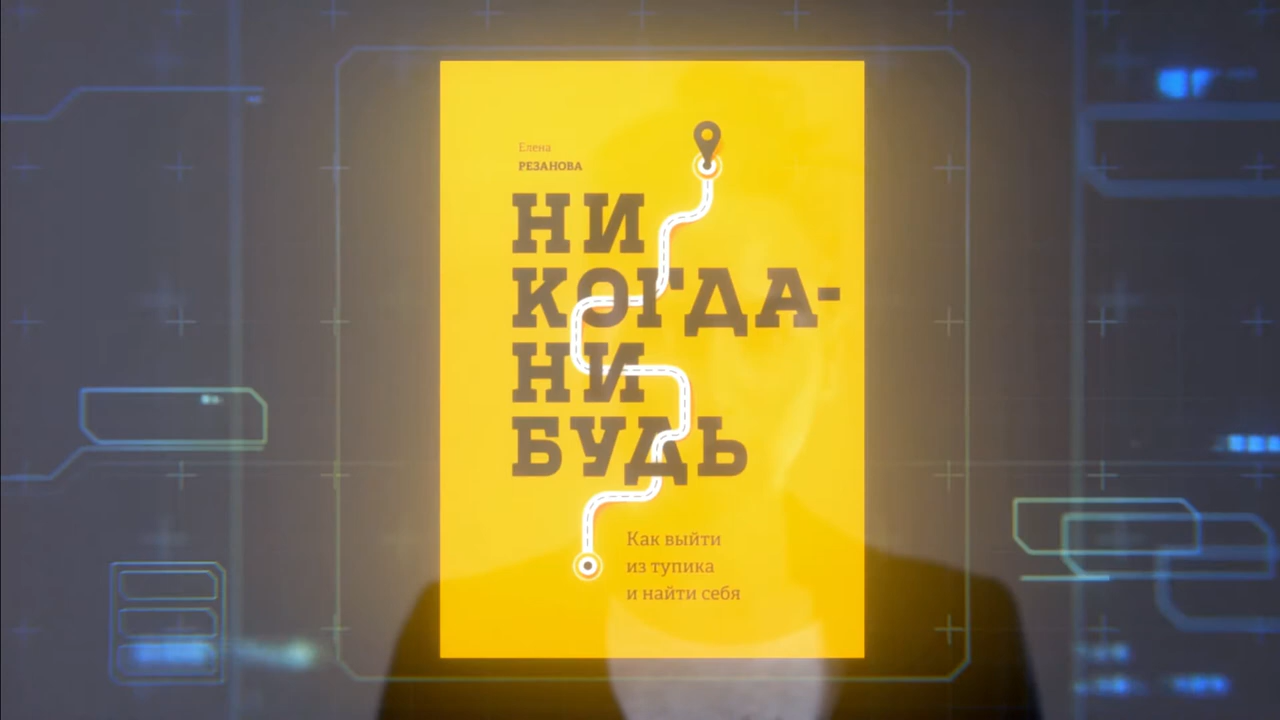 Елена
РЕЗАНОВА
НИ
КОГДА-
НИ
БУДЬ
Как выйти
из тупика
и найти себя